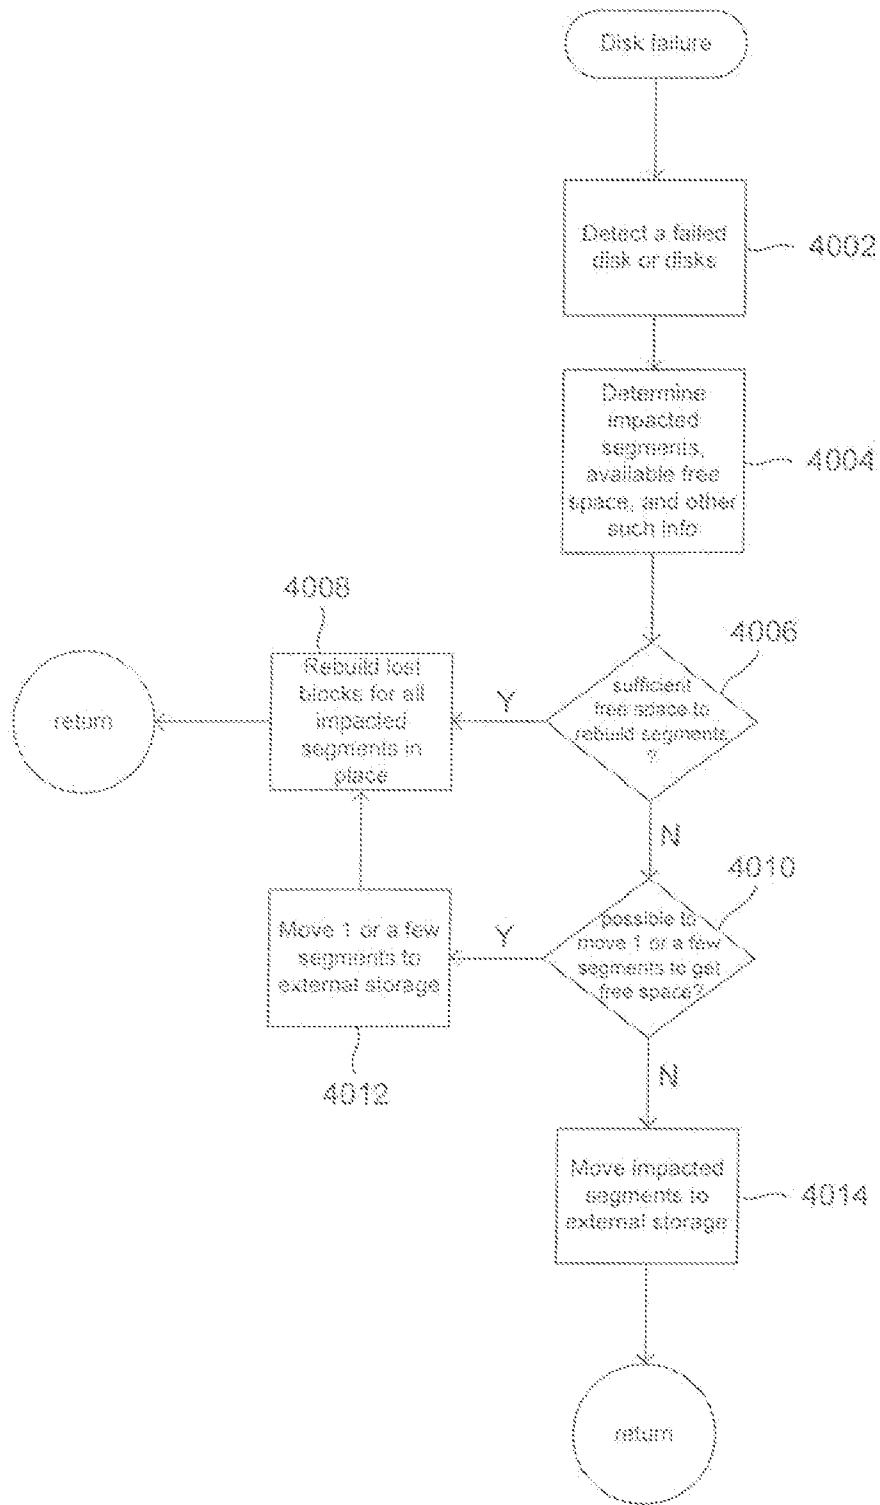 Disk failure
Detect a failed
disk or disks
4002
Determine
impacted
segments,
available free
space, and other
such info
4004
4006
sufficient
free space to
rebuild segments
?
Y
N
4008
Rebuild lost
blocks for all
impacted
segments in
place
return
4010
possible to
move 1 or a few
segments to get
free space?
Y
N
Move 1 or a few
segments to
external storage
4012
Move impacted
segments to
external storage
4014
return